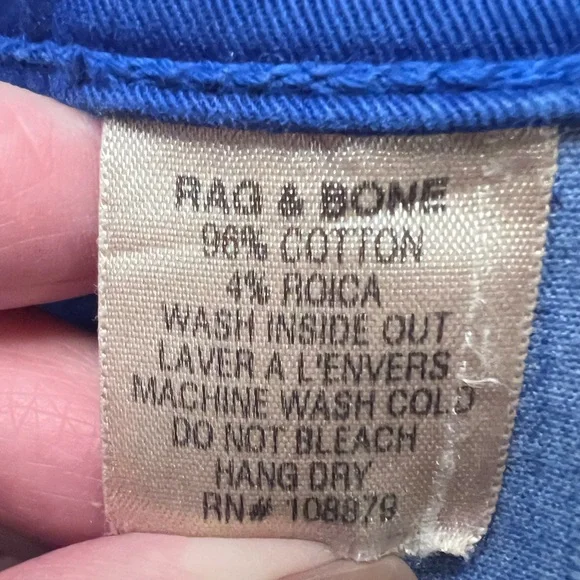 RAG & BONE
96% COTTON
4% ROICA
WASH INSIDE OUT
LAVER A L'ENVERS
MACHINE WASH COLD
DO NOT BLEACH
HANG DRY
RN# 108879